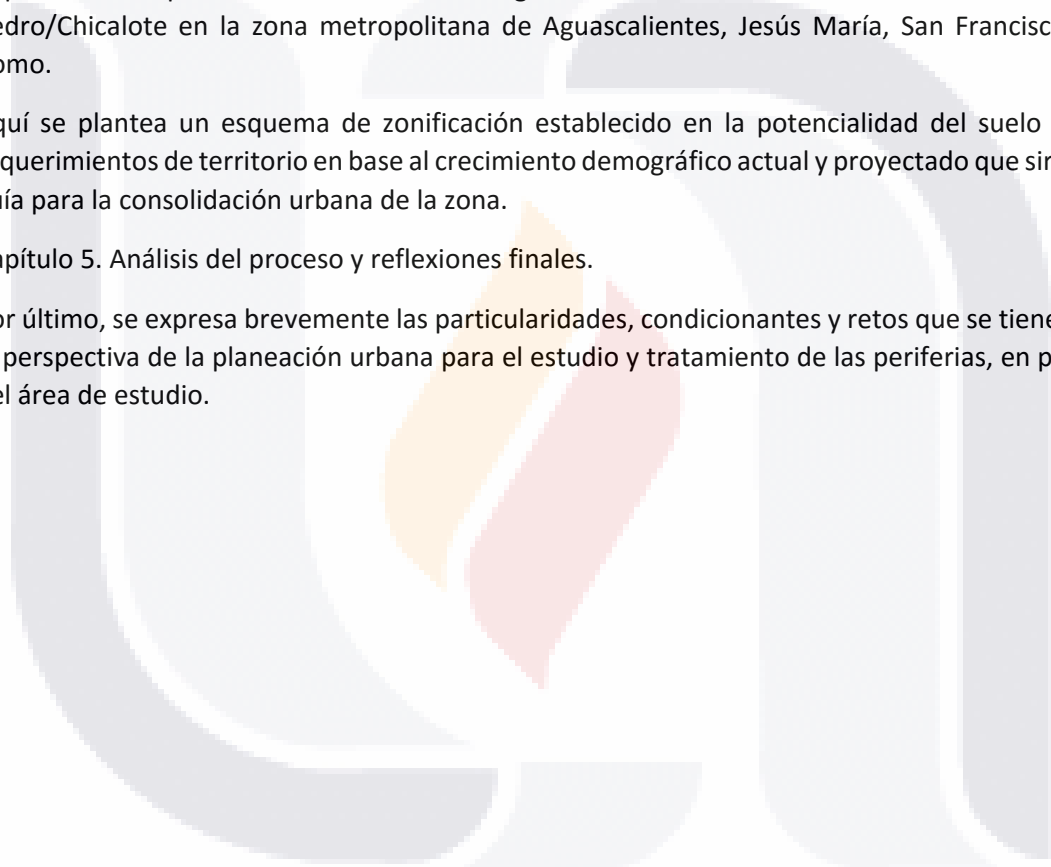 edro/Chicalote en la zona metropolitana de Aguascalientes, Jesús María, San Francisc
omo.
quí se plantea un esquema de zonificación establecido en la potencialidad del suelo
querimientos de territorio en base al crecimiento demográfico actual y proyectado que sir
uía para la consolidación urbana de la zona.
apítulo 5. Análisis del proceso y reflexiones finales.
or último, se expresa brevemente las particularidades, condicionantes y retos que se tiene
perspectiva de la planeación urbana para el estudio y tratamiento de las periferias, en p
el área de estudio.